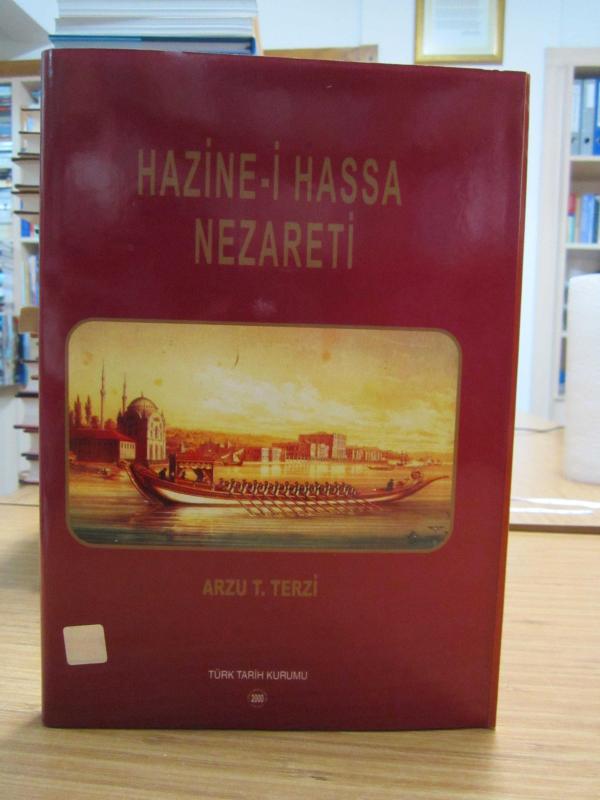 HAZİNE-İ HASSA
NEZARETİ
ARZU T. TERZİ
TÜRK TARİH KURUMU
2000